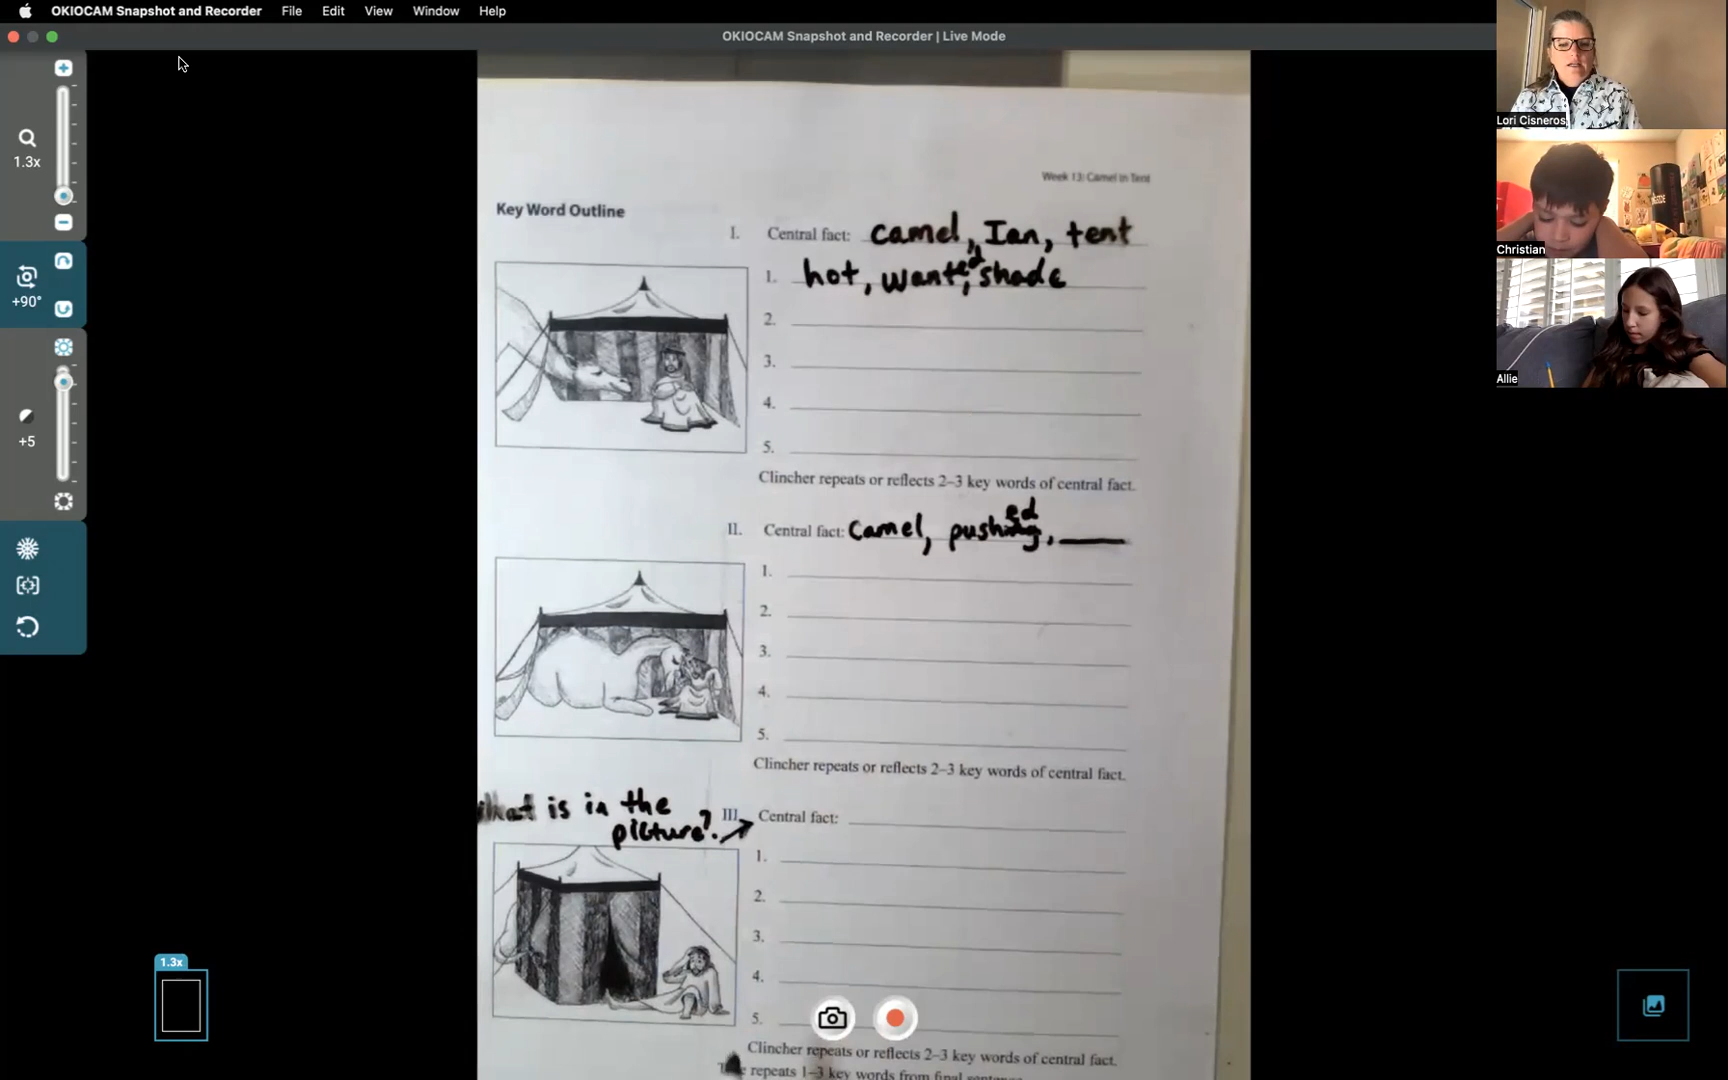 OKIOCAM Snapshot and Recorder File Edit View Window Help
OKIOCAM Snapshot and Recorder | Live Mode
1.3x
+90°
+5
1.3x
Week 13: Camel in Tent
Key Word Outline
I. Central fact: camel, Ian, tent
1. hot, wanted, shade
2.
3.
4.
5.
Clincher repeats or reflects 2–3 key words of central fact.
II. Central fact: Camel, pushed,
1.
2.
3.
4.
5.
Clincher repeats or reflects 2–3 key words of central fact.
What is in the
picture?
III. Central fact:
1.
2.
3.
4.
5.
Clincher repeats or reflects 2–3 key words of central fact.
repeats 1–3 key words from final
Lori Cisneros
Christian
Allie